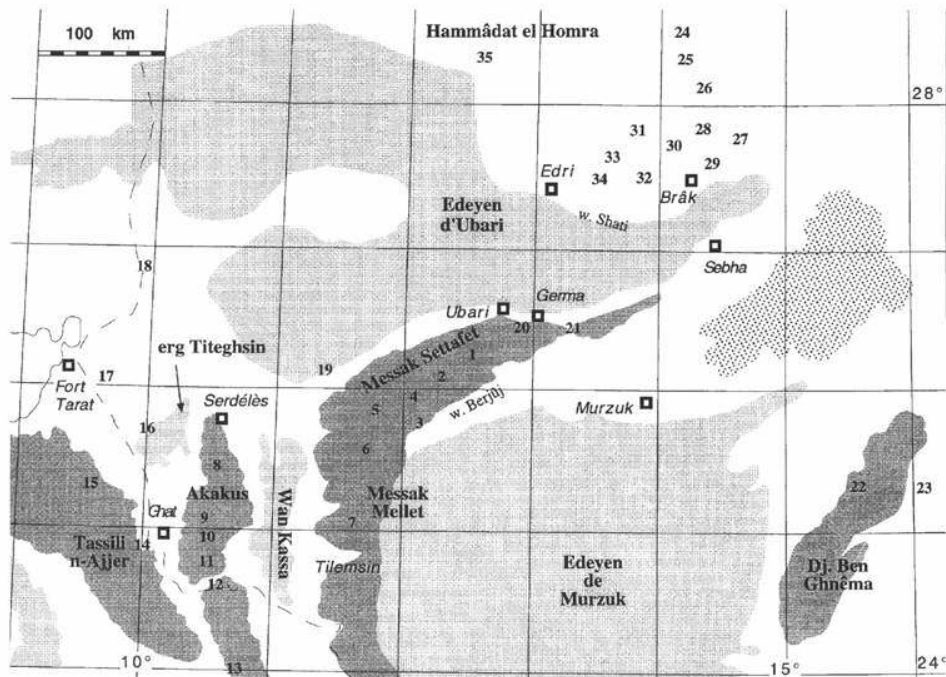 100 km
Hammâdat el Homra
24
35
25
26
28°
31
28
27
30
33
29
34
32
Edri
Brâk
Edeyen
d'Ubari
w. Shati
Sebha
18
Ubari
Germa
20
21
erg Titeghsin
1
Messak Settafet
19
2
Fort
Tarat
17
Serdélès
5
4
w. Berjûj
Murzuk
3
16
6
8
15
Akakus
Wan Kassa
Messak
Mellet
22
23
Ghat
9
7
14
10
Tassili
n-Ajjer
11
Tilemsin
Edeyen
de
Murzuk
Dj. Ben
Ghnêma
12
13
10°
15°
24°